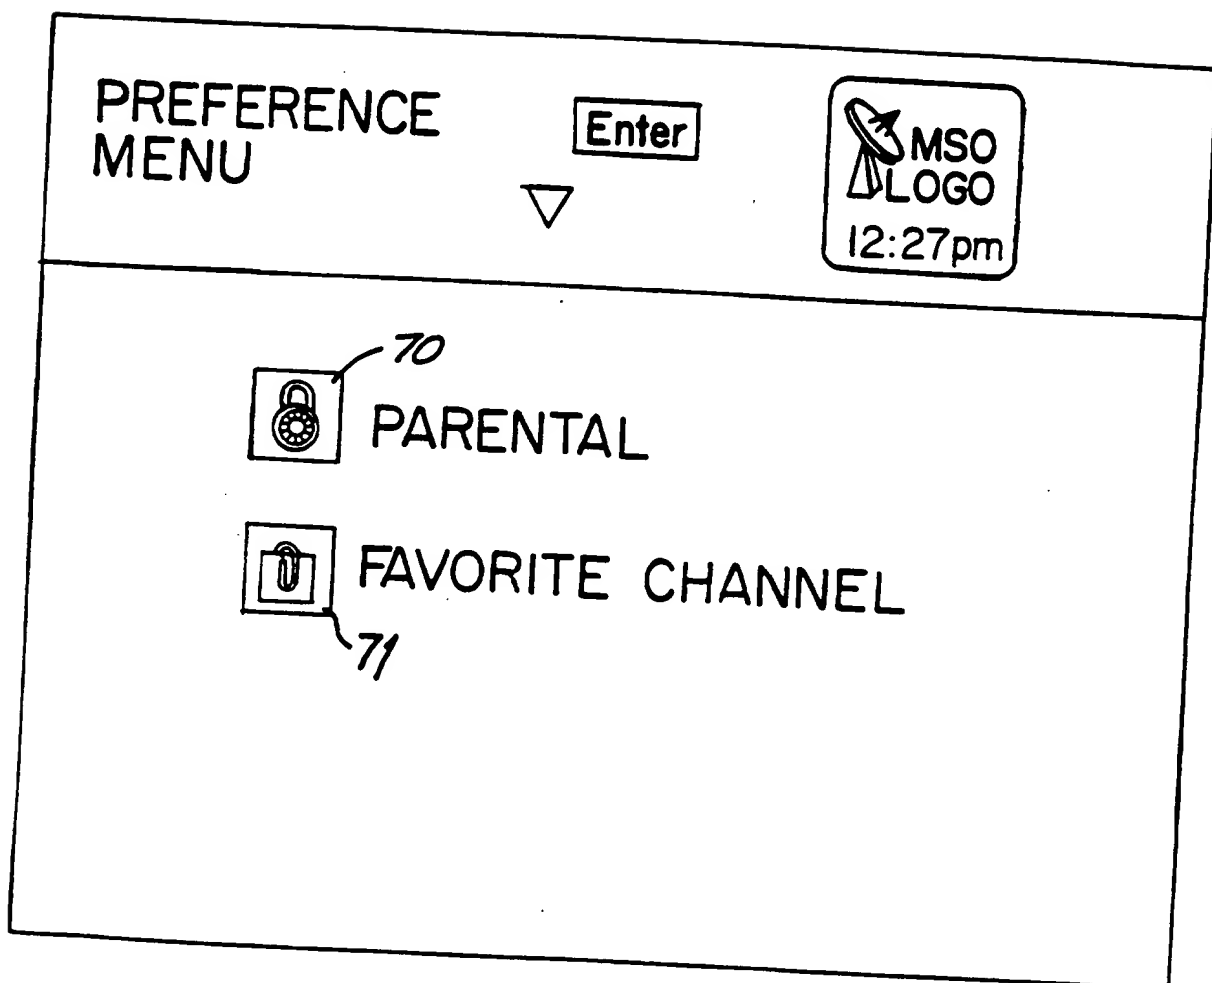 PREFERENCE
MENU
Enter
MSO
LOGO
12:27pm
70
PARENTAL
FAVORITE CHANNEL
71